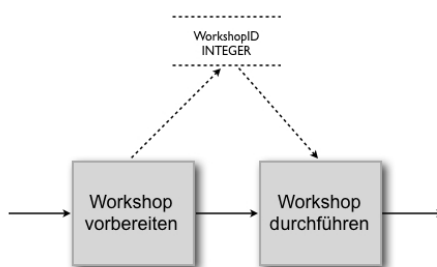 WorkshopID
INTEGER
Workshop
vorbereiten
Workshop
durchführen